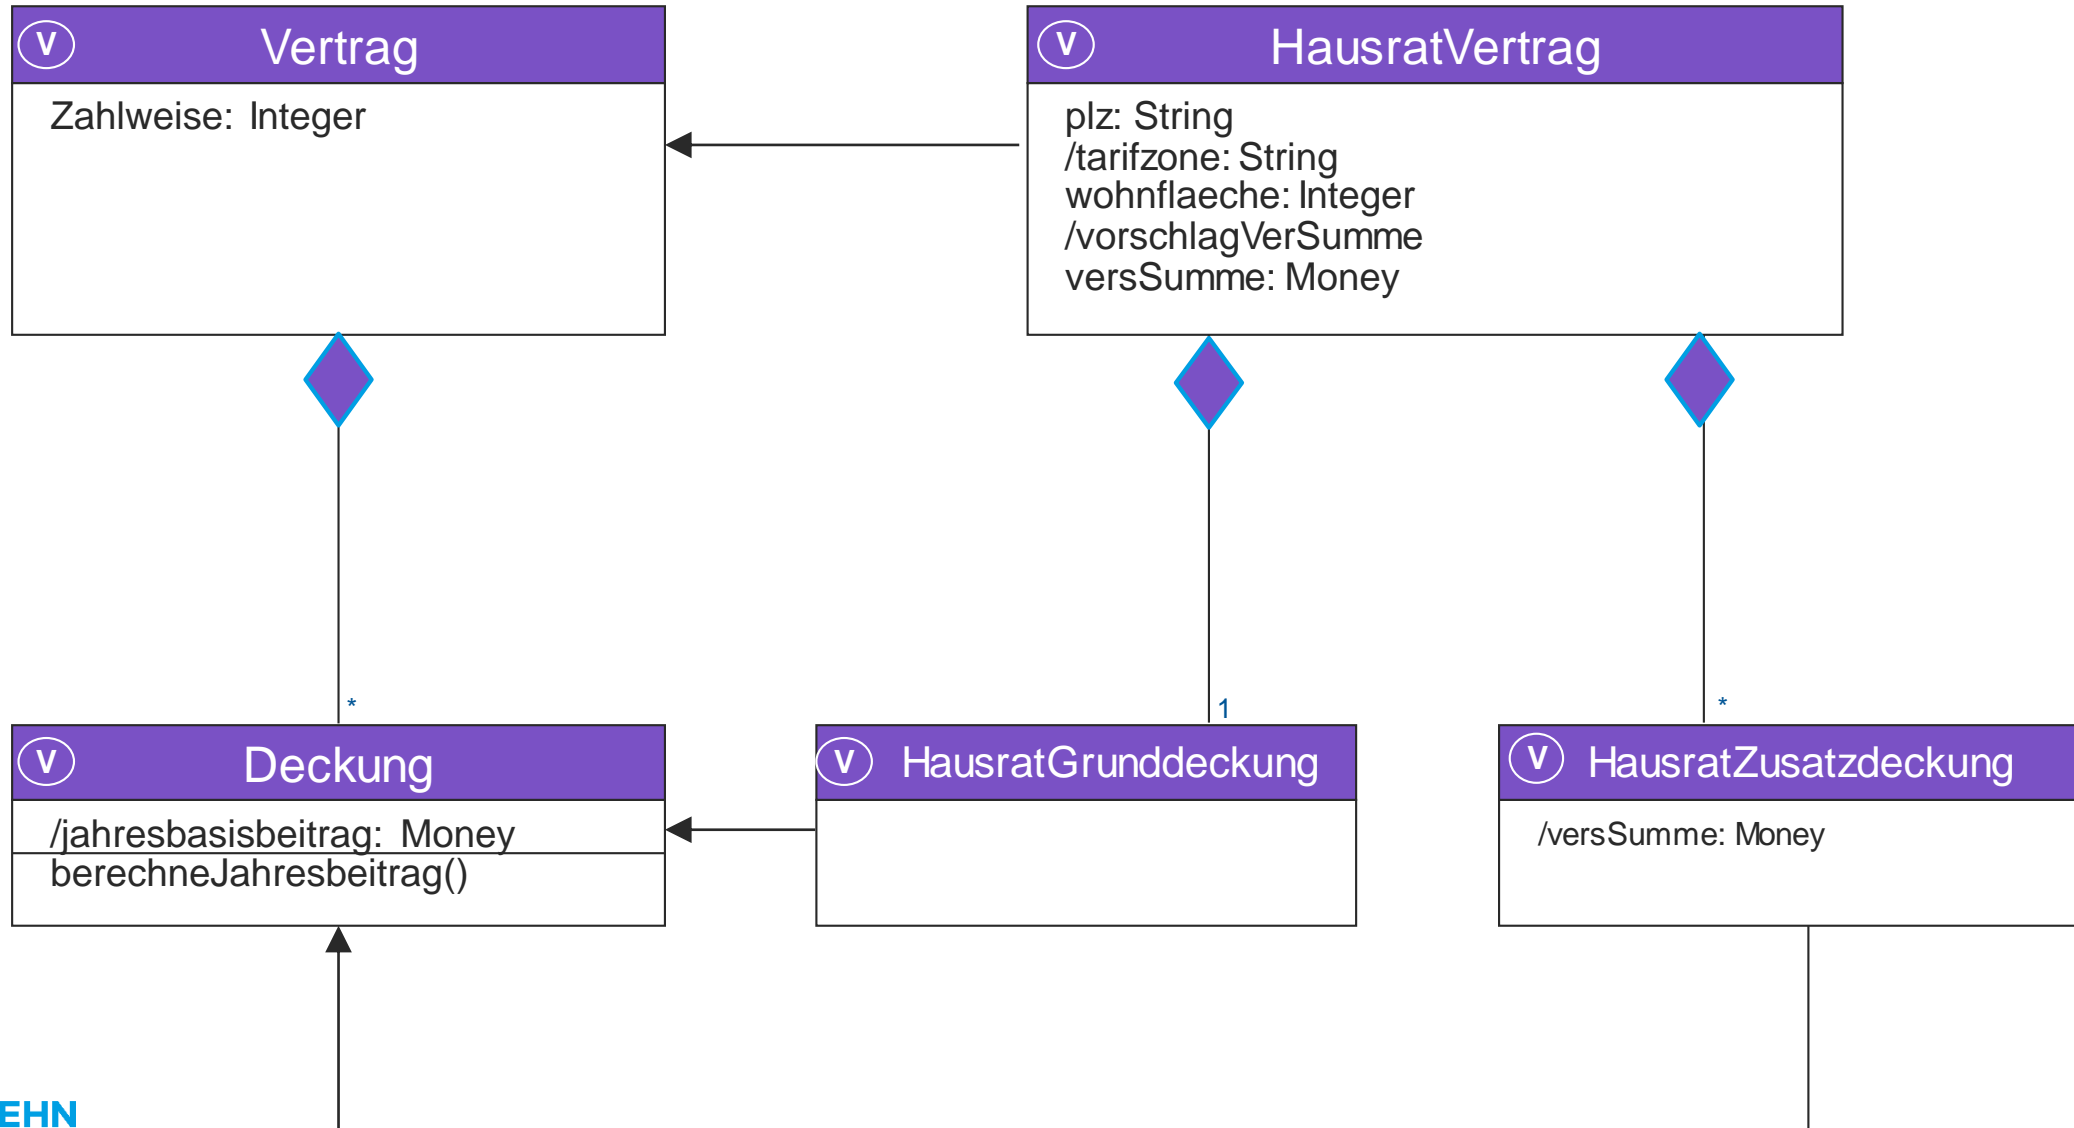 V Vertrag
Zahlweise: Integer
V HausratVertrag
plz: String
/tarifzone: String
wohnflaeche: Integer
/vorschlagVerSumme
versSumme: Money
*
1
*
V Deckung
/jahresbasisbeitrag: Money
berechneJahresbeitrag()
V HausratGrunddeckung
V HausratZusatzdeckung
/versSumme: Money
EHN